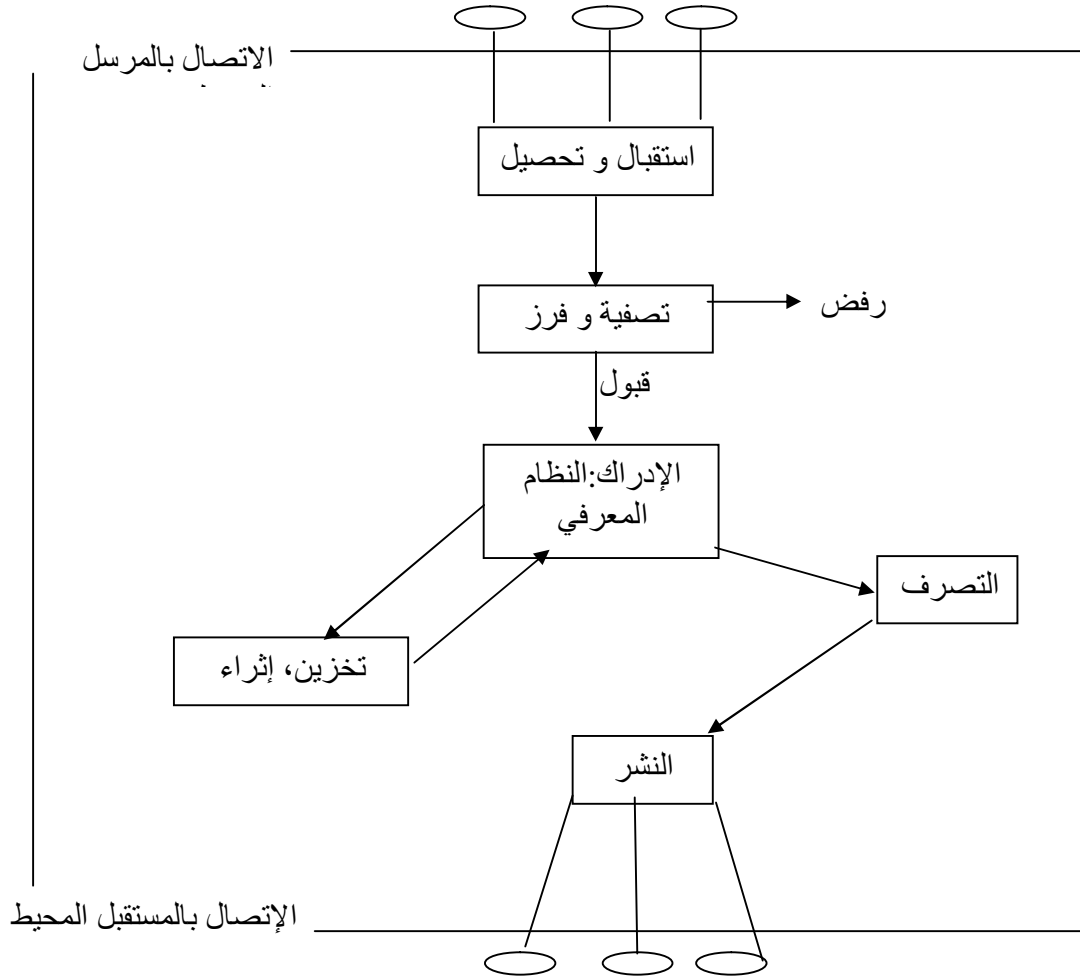 الاتصال بالمرسل
استقبال و تحصيل
تصفية و فرز
رفض
قبول
الإدراك:النظام
المعرفي
التصرف
تخزين، إثراء
النشر
الإتصال بالمستقبل المحيط